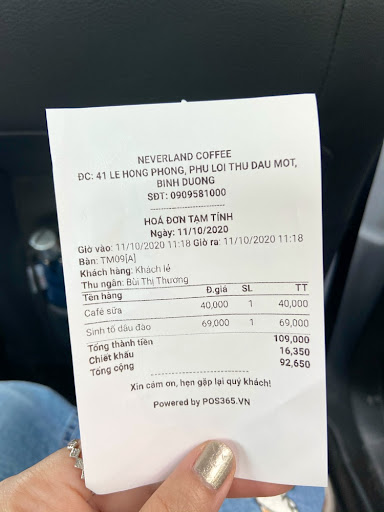 NEVERLAND COFFEE
ĐC: 41 LE HONG PHONG, PHU LOI THU DAU MOT,
BINH DUONG
SĐT: 0909581000
HOÁ ĐƠN TẠM TÍNH
Ngày: 11/10/2020
Giờ vào: 11/10/2020 11:18 Giờ ra: 11/10/2020 11:18
Bàn: TM09[A]
Khách hàng: Khách lẻ
Thu ngân: Bùi Thị Thương
Tên hàng Đ.giá SL TT
Café sữa 40,000 1 40,000
Sinh tố dâu đào 69,000 1 69,000
Tổng thành tiền 109,000
Chiết khấu 16,350
Tổng cộng 92,650
Xin cảm ơn, hẹn gặp lại quý khách!
Powered by POS365.VN